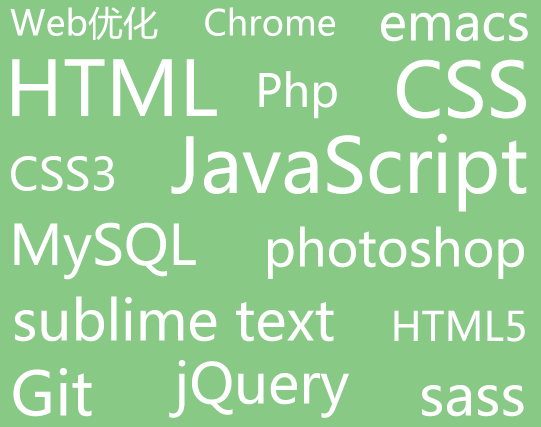 Web优化 Chrome emacs
HTML Php CSS
CSS3 JavaScript
MySQL photoshop
sublime text HTML5
Git jQuery sass